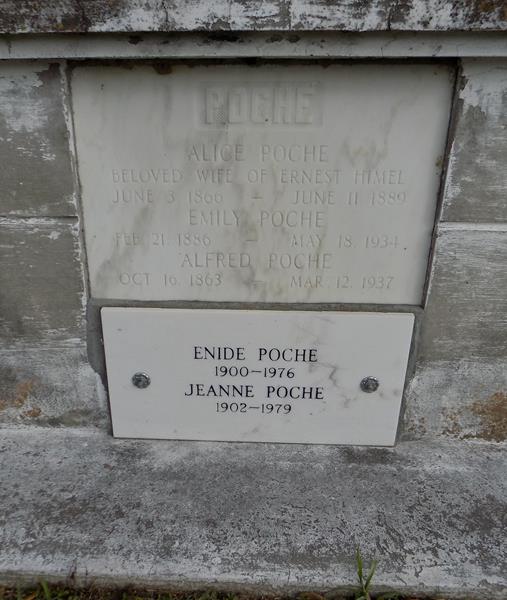 POCHÉ
ALICE POCHE
BELOVED WIFE OF ERNEST HIMEL
JUNE 3 1866 — JUNE 11 1889
EMILY POCHE
FEB 21. 1886 — MAY 18. 1934
ALFRED POCHE
OCT 16. 1863 — MAR. 12. 1937
ENIDE POCHE
1900—1976
JEANNE POCHE
1902—1979